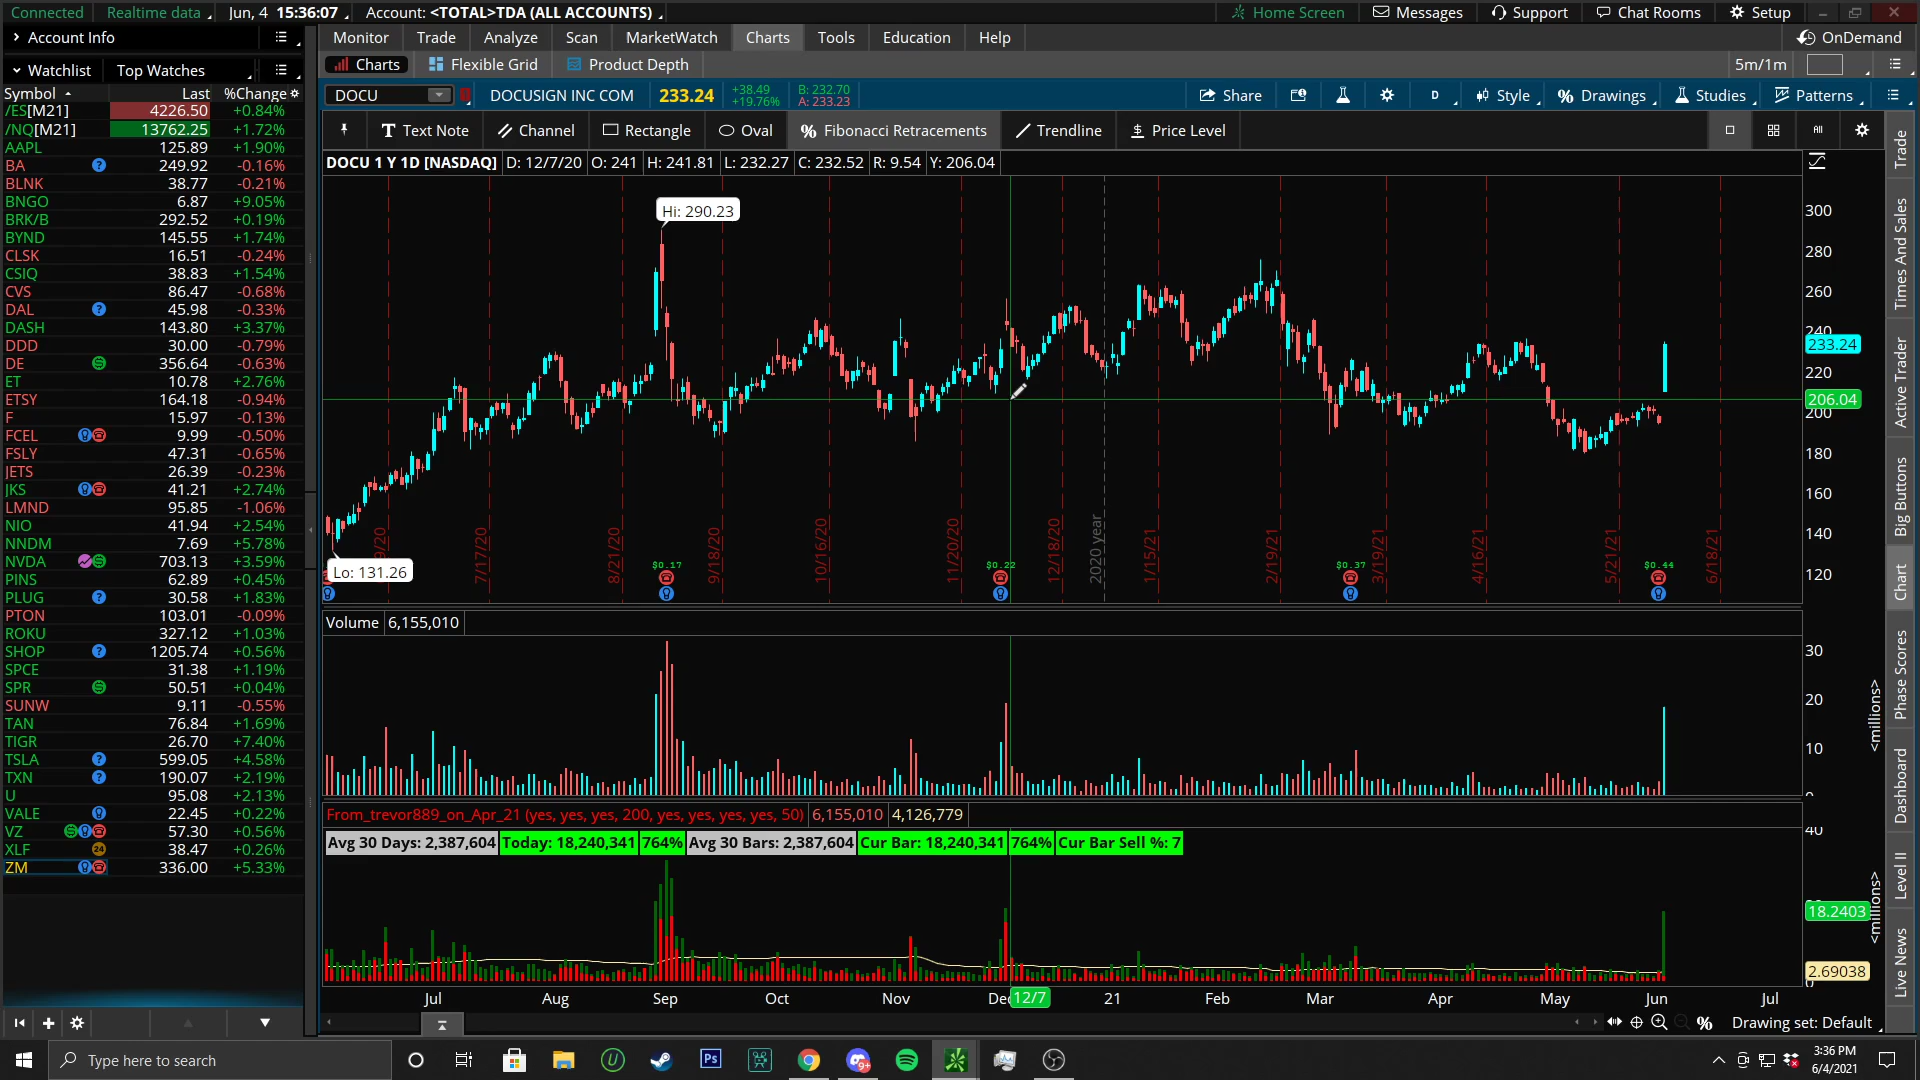 Connected Realtime data Jun, 4 15:36:07 Account: <TOTAL>TDA (ALL ACCOUNTS) Home Screen Messages Support Chat Rooms Setup
Account Info
Monitor Trade Analyze Scan MarketWatch Charts Tools Education Help OnDemand
Watchlist Top Watches
Charts Flexible Grid Product Depth 5m/1m
Symbol Last %Change
DOCU DOCUSIGN INC COM 233.24 +38.49 +19.76% B: 232.70 A: 233.23 Share D Style Drawings Studies Patterns
Text Note Channel Rectangle Oval Fibonacci Retracements Trendline Price Level All
DOCU 1 Y 1D [NASDAQ] D: 12/7/20 O: 241 H: 241.81 L: 232.27 C: 232.52 R: 9.54 Y: 206.04
/ES[M21] 4226.50 +0.84%
/NQ[M21] 13762.25 +1.72%
AAPL 125.89 +1.90%
BA 249.92 -0.16%
BLNK 38.77 -0.21%
BNGO 6.87 +9.05%
BRK/B 292.52 +0.19%
BYND 145.55 +1.74%
CLSK 16.51 -0.24%
CSIQ 38.83 +1.54%
CVS 86.47 -0.68%
DAL 45.98 -0.33%
DASH 143.80 +3.37%
DDD 30.00 -0.79%
DE 356.64 -0.63%
ET 10.78 +2.76%
ETSY 164.18 -0.94%
F 15.97 -0.13%
FCEL 9.99 -0.50%
FSLY 47.31 -0.65%
JETS 26.39 -0.23%
JKS 41.21 +2.74%
LMND 95.85 -1.06%
NIO 41.94 +2.54%
NNDM 7.69 +5.78%
NVDA 703.13 +3.59%
PINS 62.89 +0.45%
PLUG 30.58 +1.83%
PTON 103.01 -0.09%
ROKU 327.12 +1.03%
SHOP 1205.74 +0.56%
SPCE 31.38 +1.19%
SPR 50.51 +0.04%
SUNW 9.11 -0.55%
TAN 76.84 +1.69%
TIGR 26.70 +7.40%
TSLA 599.05 +4.58%
TXN 190.07 +2.19%
U 95.08 +2.13%
VALE 22.45 +0.22%
VZ 57.30 +0.56%
XLF 38.47 +0.26%
ZM 336.00 +5.33%
Hi: 290.23
Lo: 131.26
300
280
260
240
233.24
220
206.04
200
180
160
140
120
9/20 7/17/20 8/21/20 9/18/20 10/16/20 11/20/20 12/18/20 2020 year 1/15/21 2/19/21 3/19/21 4/16/21 5/21/21 6/18/21
$0.17 $0.22 $0.37 $0.44
Volume 6,155,010
30
20
10
0
<millions>
From_trevor889_on_Apr_21 (yes, yes, yes, 200, yes, yes, yes, yes, 50) 6,155,010 4,126,779
Avg 30 Days: 2,387,604 Today: 18,240,341 764% Avg 30 Bars: 2,387,604 Cur Bar: 18,240,341 764% Cur Bar Sell %: 7
40
18.2403
2.69038
0
<millions>
Jul Aug Sep Oct Nov Dec 12/7 21 Feb Mar Apr May Jun Jul
Drawing set: Default
Trade
Times And Sales
Active Trader
Big Buttons
Chart
Phase Scores
Dashboard
Level II
Live News
Type here to search
Ps
9+
3:36 PM
6/4/2021